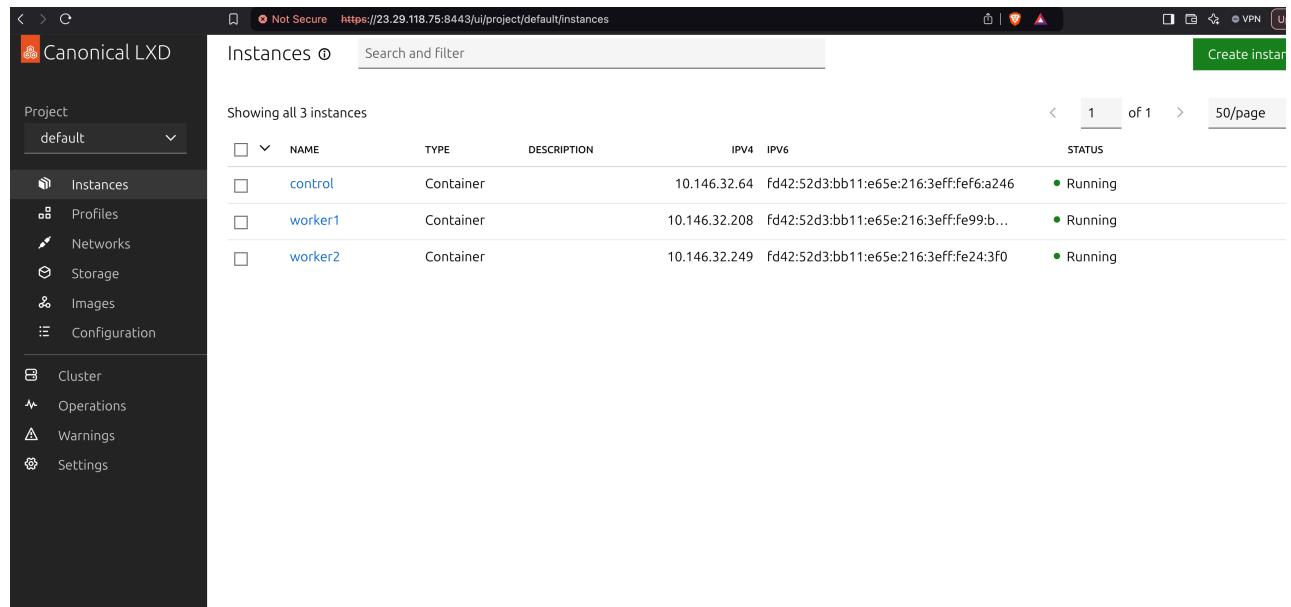 Not Secure https://23.29.118.75:8443/ui/project/default/instances VPN
Canonical LXD
Instances
Search and filter
Create instan
Project
default
Showing all 3 instances
1 of 1
50/page
NAME TYPE DESCRIPTION IPV4 IPV6 STATUS
control Container 10.146.32.64 fd42:52d3:bb11:e65e:216:3eff:fef6:a246 Running
worker1 Container 10.146.32.208 fd42:52d3:bb11:e65e:216:3eff:fe99:b... Running
worker2 Container 10.146.32.249 fd42:52d3:bb11:e65e:216:3eff:fe24:3f0 Running
Instances
Profiles
Networks
Storage
Images
Configuration
Cluster
Operations
Warnings
Settings